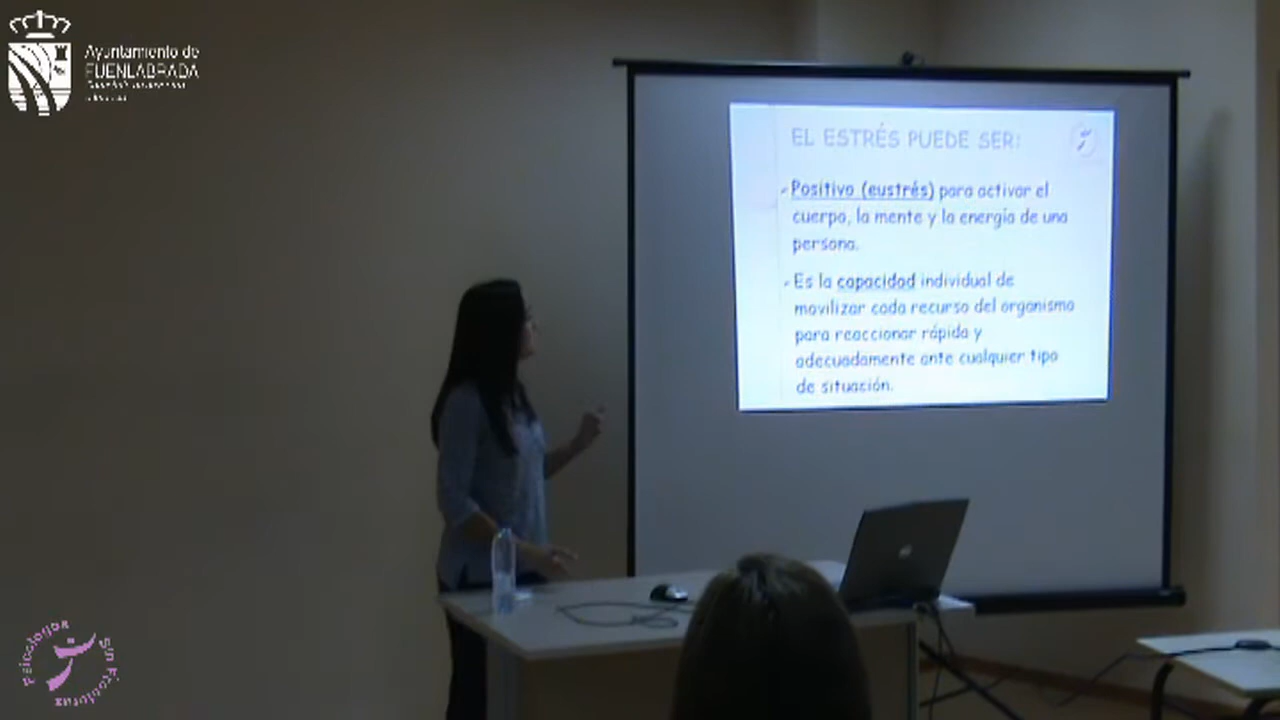 Ayuntamiento de
FUENLABRADA
EL ESTRÉS PUEDE SER:
Positivo (eustrés) para activar el
cuerpo, la mente y la energía de una
persona.
Es la capacidad individual de
movilizar cada recurso del organismo
para reaccionar rápida y
adecuadamente ante cualquier tipo
de situación.
Psicólogos Sin Fronteras